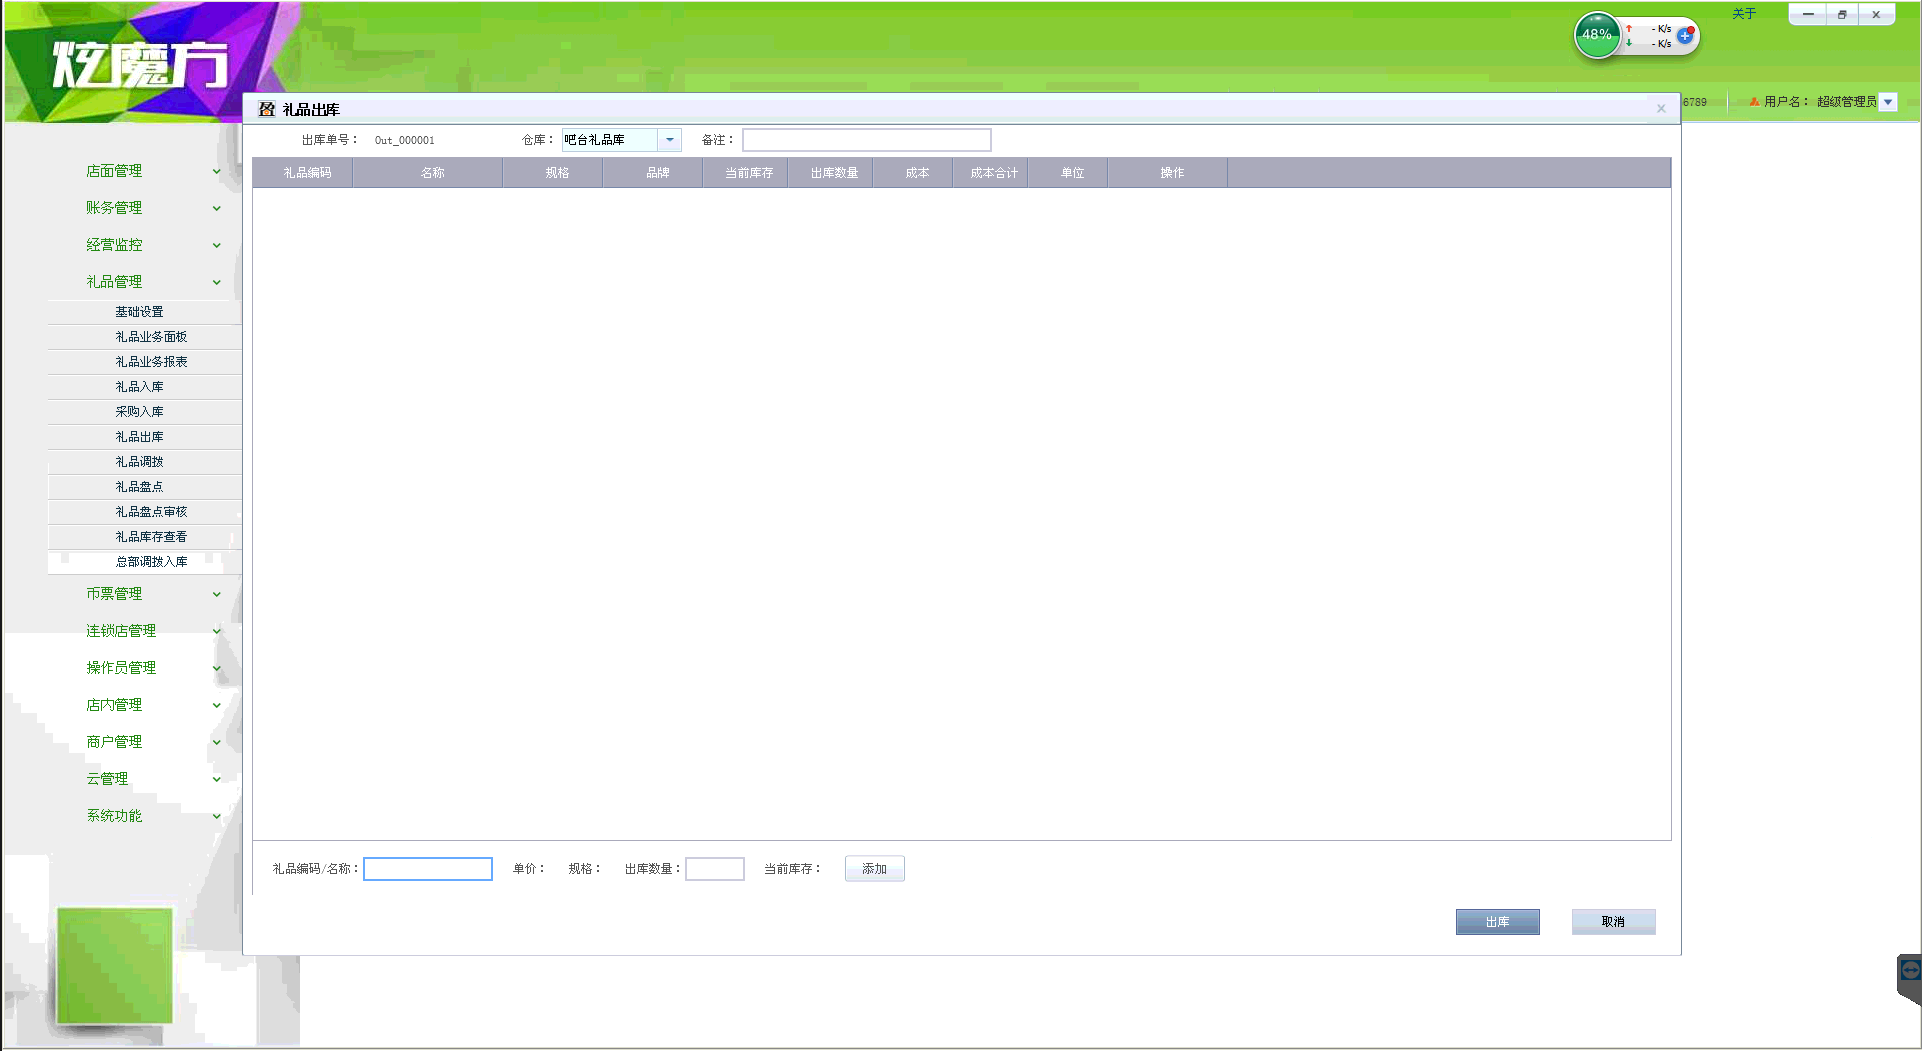 炫魔方
48%
- K/s
- K/s
关于
6789
用户名： 超级管理员
礼品出库
出库单号： Out_000001 仓库： 吧台礼品库 备注：
礼品编码 名称 规格 品牌 当前库存 出库数量 成本 成本合计 单位 操作
店面管理
账务管理
经营监控
礼品管理
基础设置
礼品业务面板
礼品业务报表
礼品入库
采购入库
礼品出库
礼品调拨
礼品盘点
礼品盘点审核
礼品库存查看
总部调拨入库
币票管理
连锁店管理
操作员管理
店内管理
商户管理
云管理
系统功能
礼品编码/名称： 单价： 规格： 出库数量： 当前库存： 添加
出库 取消